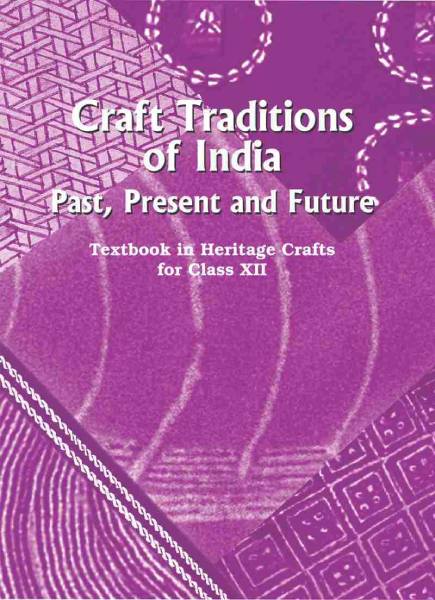 Craft Traditions
of India
Past, Present and Future
Textbook in Heritage Crafts
for Class XII